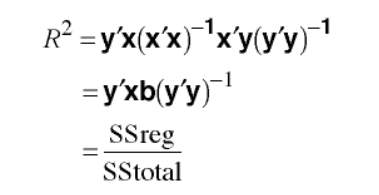 R² = y′x(x′x)⁻¹x′y(y′y)⁻¹
= y′xb(y′y)⁻¹
= SSreg / SStotal